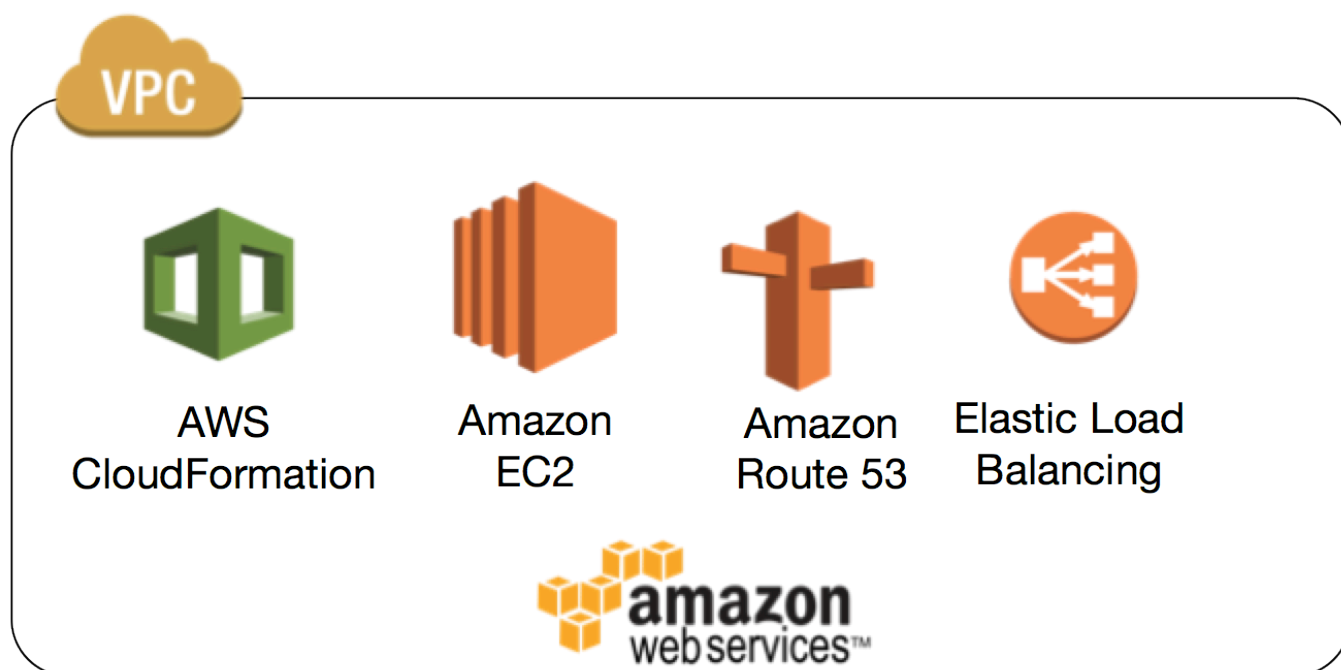 VPC
AWS
CloudFormation
Amazon
EC2
Amazon
Route 53
Elastic Load
Balancing
amazon
web services™